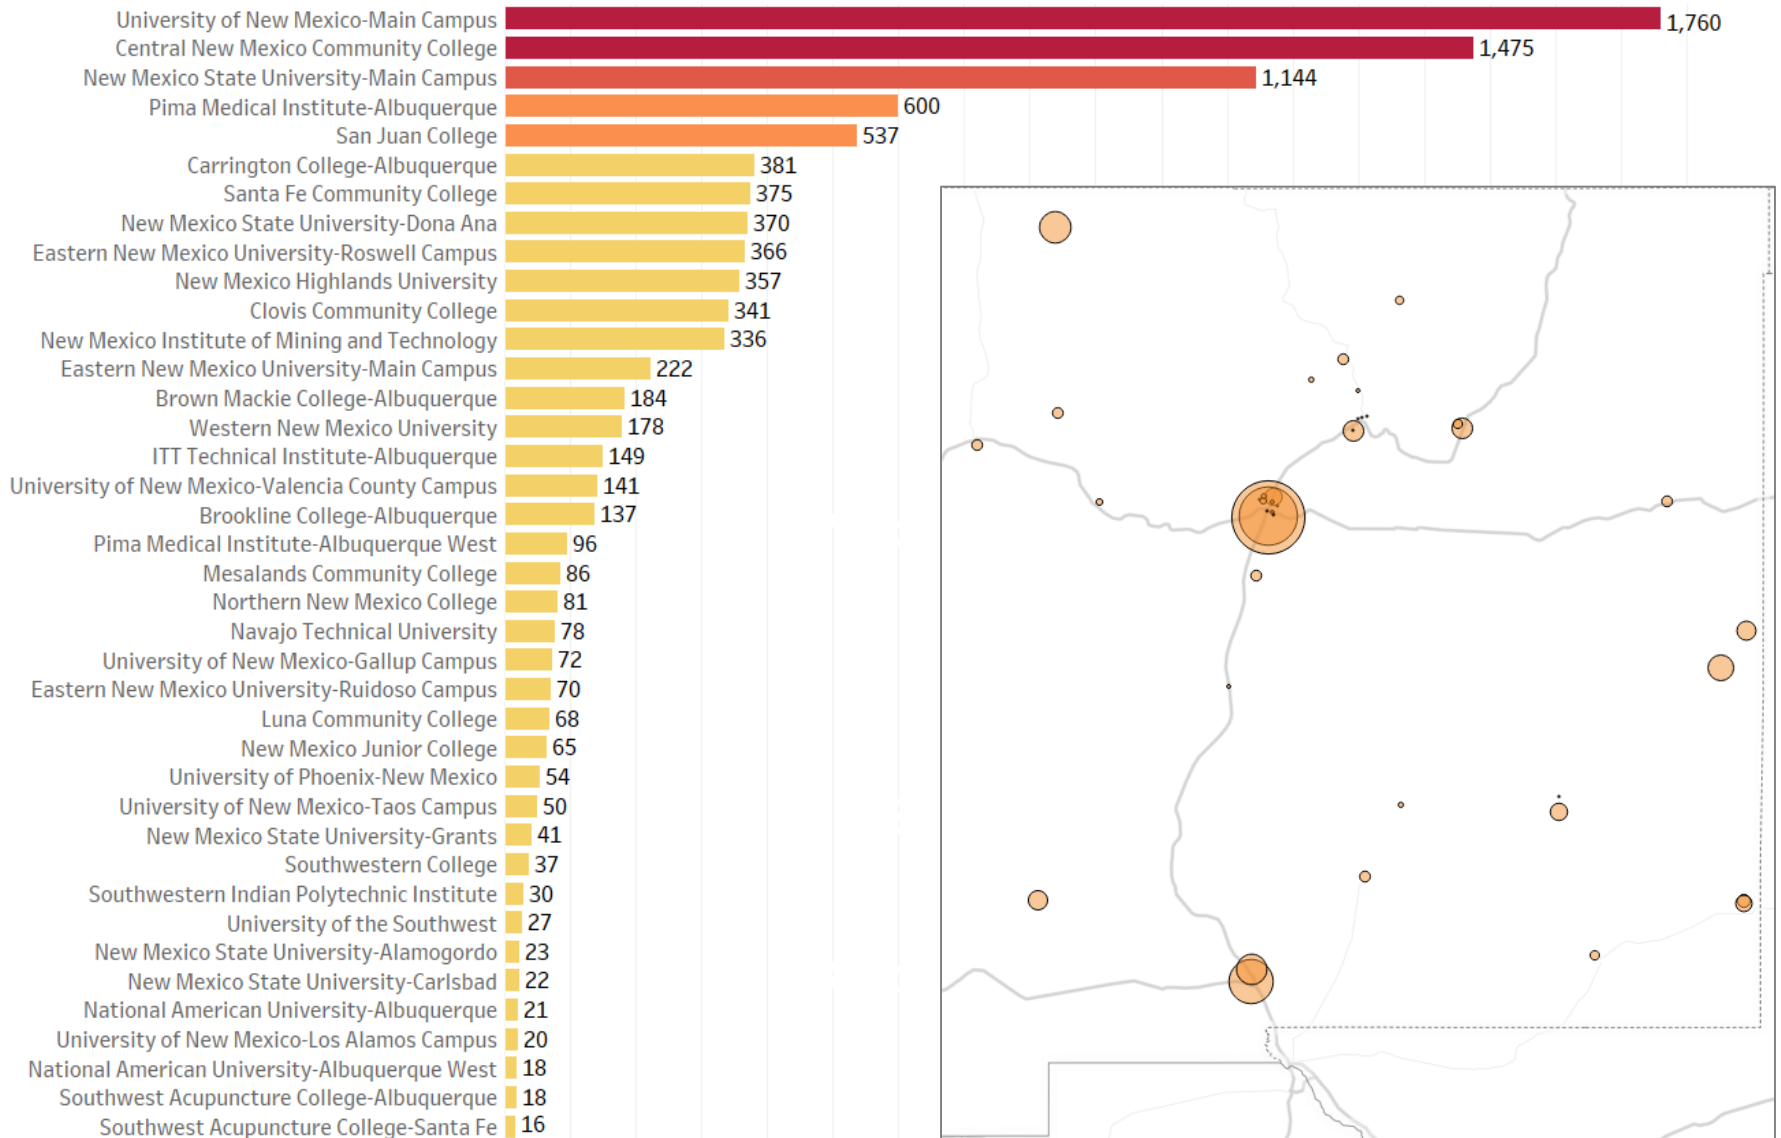 University of New Mexico-Main Campus 1,760
Central New Mexico Community College 1,475
New Mexico State University-Main Campus 1,144
Pima Medical Institute-Albuquerque 600
San Juan College 537
Carrington College-Albuquerque 381
Santa Fe Community College 375
New Mexico State University-Dona Ana 370
Eastern New Mexico University-Roswell Campus 366
New Mexico Highlands University 357
Clovis Community College 341
New Mexico Institute of Mining and Technology 336
Eastern New Mexico University-Main Campus 222
Brown Mackie College-Albuquerque 184
Western New Mexico University 178
ITT Technical Institute-Albuquerque 149
University of New Mexico-Valencia County Campus 141
Brookline College-Albuquerque 137
Pima Medical Institute-Albuquerque West 96
Mesalands Community College 86
Northern New Mexico College 81
Navajo Technical University 78
University of New Mexico-Gallup Campus 72
Eastern New Mexico University-Ruidoso Campus 70
Luna Community College 68
New Mexico Junior College 65
University of Phoenix-New Mexico 54
University of New Mexico-Taos Campus 50
New Mexico State University-Grants 41
Southwestern College 37
Southwestern Indian Polytechnic Institute 30
University of the Southwest 27
New Mexico State University-Alamogordo 23
New Mexico State University-Carlsbad 22
National American University-Albuquerque 21
University of New Mexico-Los Alamos Campus 20
National American University-Albuquerque West 18
Southwest Acupuncture College-Albuquerque 18
Southwest Acupuncture College-Santa Fe 16